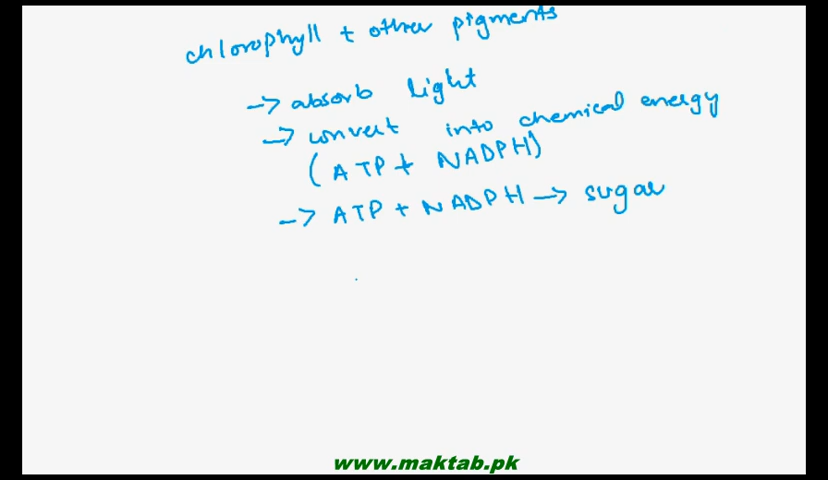 chlorophyll + other pigments
-> absorb light
-> convert into chemical energy
(ATP + NADPH)
-> ATP + NADPH -> sugar
www.maktab.pk